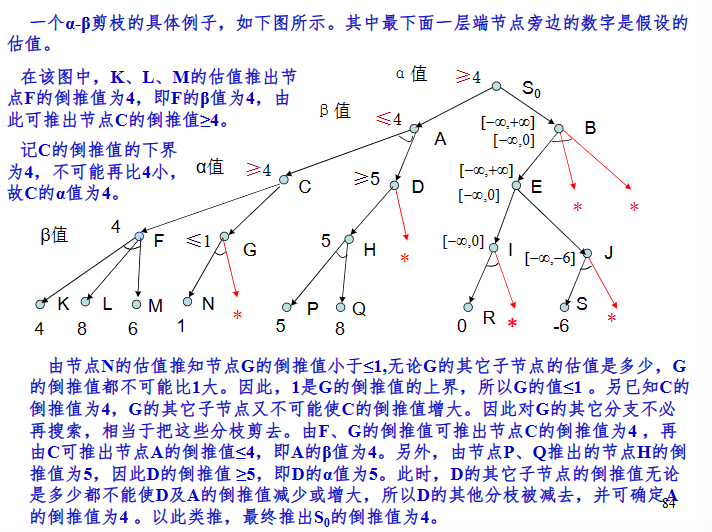 一个α-β剪枝的具体例子，如下图所示。其中最下面一层端节点旁边的数字是假设的
估值。
在该图中，K、L、M的估值推出节
点F的倒推值为4，即F的β值为4，由
此可推出节点C的倒推值≥4。
记C的倒推值的下界
为4，不可能再比4小，
故C的α值为4。
α值 ≥4 S0
β值 ≤4 A
[-∞,+∞] B
[-∞,0]
α值 ≥4 C
≥5 D
[-∞,+∞] E
[-∞,0]
* *
β值 4 F
≤1 G
5 H
*
[-∞,0] I
[-∞,-6] J
K L M N * P Q R * S *
4 8 6 1 5 8 0 -6
由节点N的估值推知节点G的倒推值小于≤1,无论G的其它子节点的估值是多少，G
的倒推值都不可能比1大。因此，1是G的倒推值的上界，所以G的值≤1 。另已知C的
倒推值为4，G的其它子节点又不可能使C的倒推值增大。因此对G的其它分支不必
再搜索，相当于把这些分枝剪去。由F、G的倒推值可推出节点C的倒推值为4 ，再
由C可推出节点A的倒推值≤4，即A的β值为4。另外，由节点P、Q推出的节点H的倒
推值为5，因此D的倒推值 ≥5，即D的α值为5。此时，D的其它子节点的倒推值无论
是多少都不能使D及A的倒推值减少或增大，所以D的其他分枝被减去，并可确定A
的倒推值为4 。以此类推，最终推出S0的倒推值为4。
84